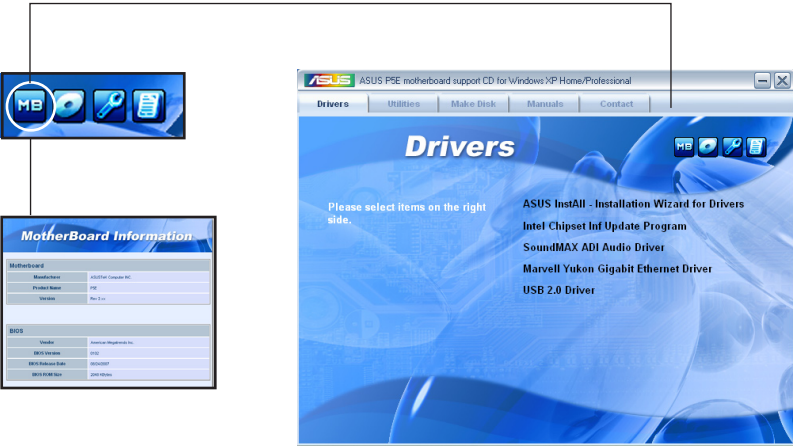 ASUS ASUS P5E motherboard support CD for Windows XP Home/Professional
Drivers Utilities Make Disk Manuals Contact
MB
Drivers
MB
Please select items on the right
side.
ASUS InstAll - Installation Wizard for Drivers
Intel Chipset Inf Update Program
SoundMAX ADI Audio Driver
Marvell Yukon Gigabit Ethernet Driver
USB 2.0 Driver
MotherBoard Information
Motherboard
Manufacturer ASUSTeK Computer INC.
Product Name P5E
Version
BIOS
Vendor American Megatrends Inc.
BIOS Version
BIOS Release Date
BIOS ROM Size